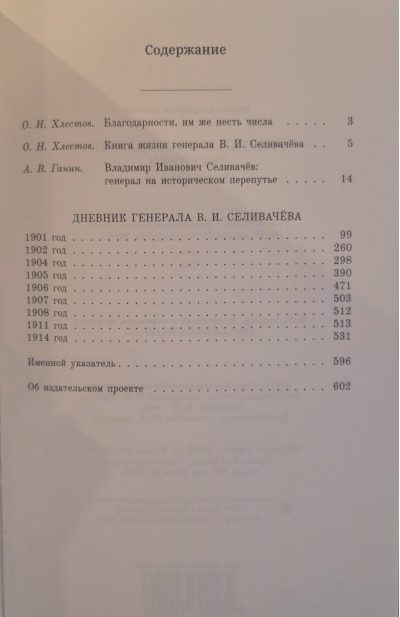 Содержание
О. Н. Хлестов. Благодарности, им же несть числа ..... 3
О. Н. Хлестов. Книга жизни генерала В. И. Селивачёва .. 5
А. В. Ганин. Владимир Иванович Селивачёв:
генерал на историческом перепутье ..... 14
ДНЕВНИК ГЕНЕРАЛА В. И. СЕЛИВАЧЁВА
1901 год ..... 99
1902 год ..... 260
1904 год ..... 298
1905 год ..... 390
1906 год ..... 471
1907 год ..... 503
1908 год ..... 512
1911 год ..... 513
1914 год ..... 531
Именной указатель ..... 596
Об издательском проекте ..... 602